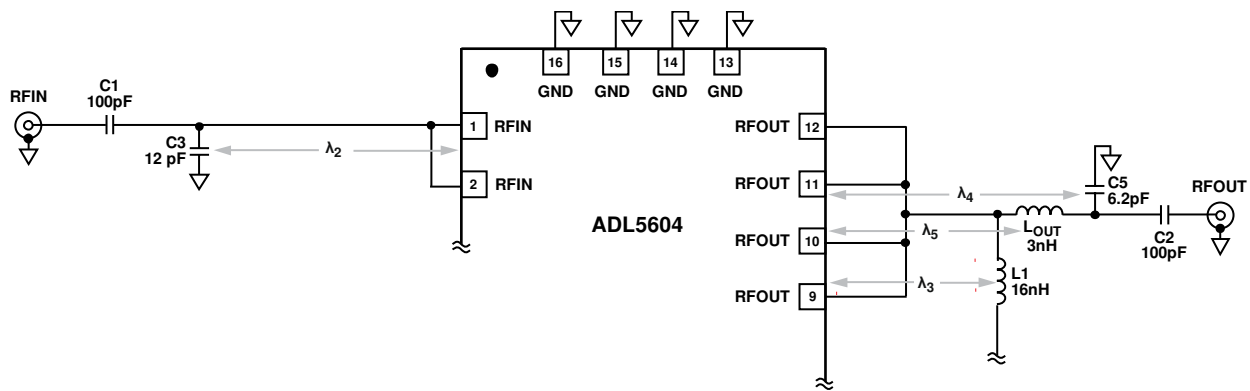 16
15
14
13
GND
GND
GND
GND
RFIN
C1
100pF
C3
12 pF
λ2
1
RFIN
2
RFIN
ADL5604
RFOUT
12
RFOUT
11
RFOUT
10
RFOUT
9
λ4
λ5
λ3
LOUT
3nH
L1
16nH
C5
6.2pF
C2
100pF
RFOUT